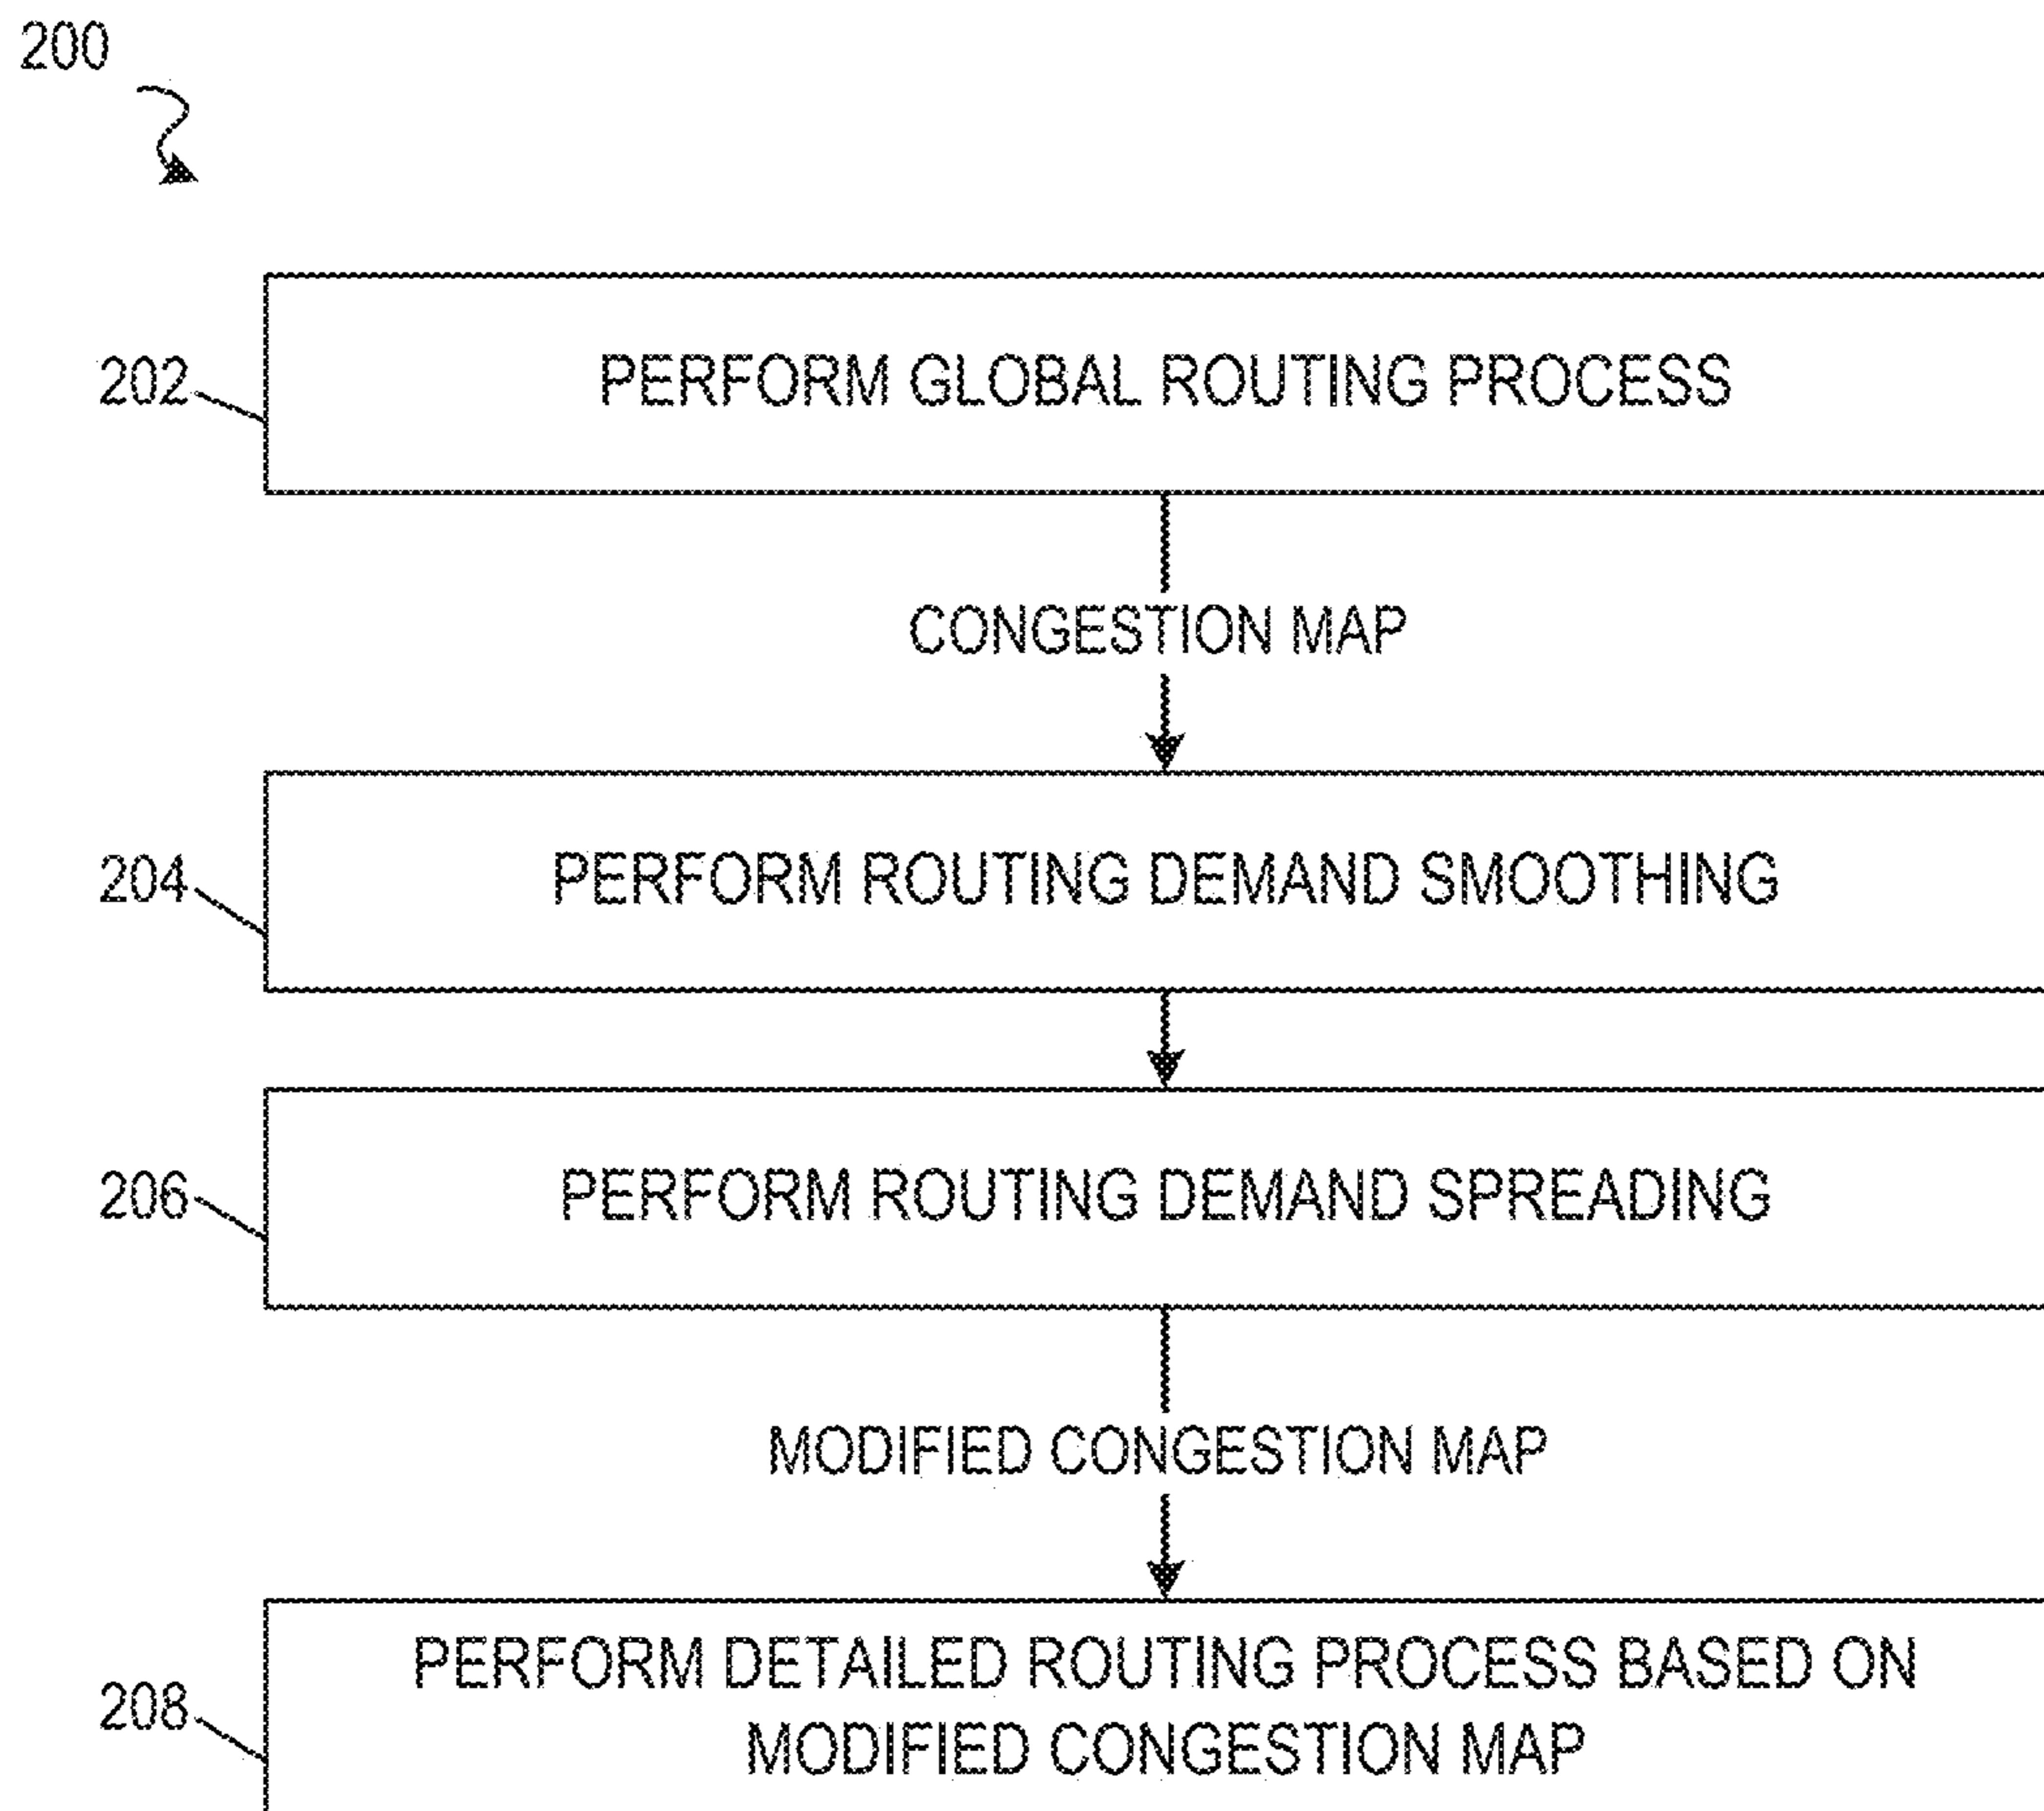 200
202
PERFORM GLOBAL ROUTING PROCESS
CONGESTION MAP
204
PERFORM ROUTING DEMAND SMOOTHING
206
PERFORM ROUTING DEMAND SPREADING
MODIFIED CONGESTION MAP
208
PERFORM DETAILED ROUTING PROCESS BASED ON
MODIFIED CONGESTION MAP